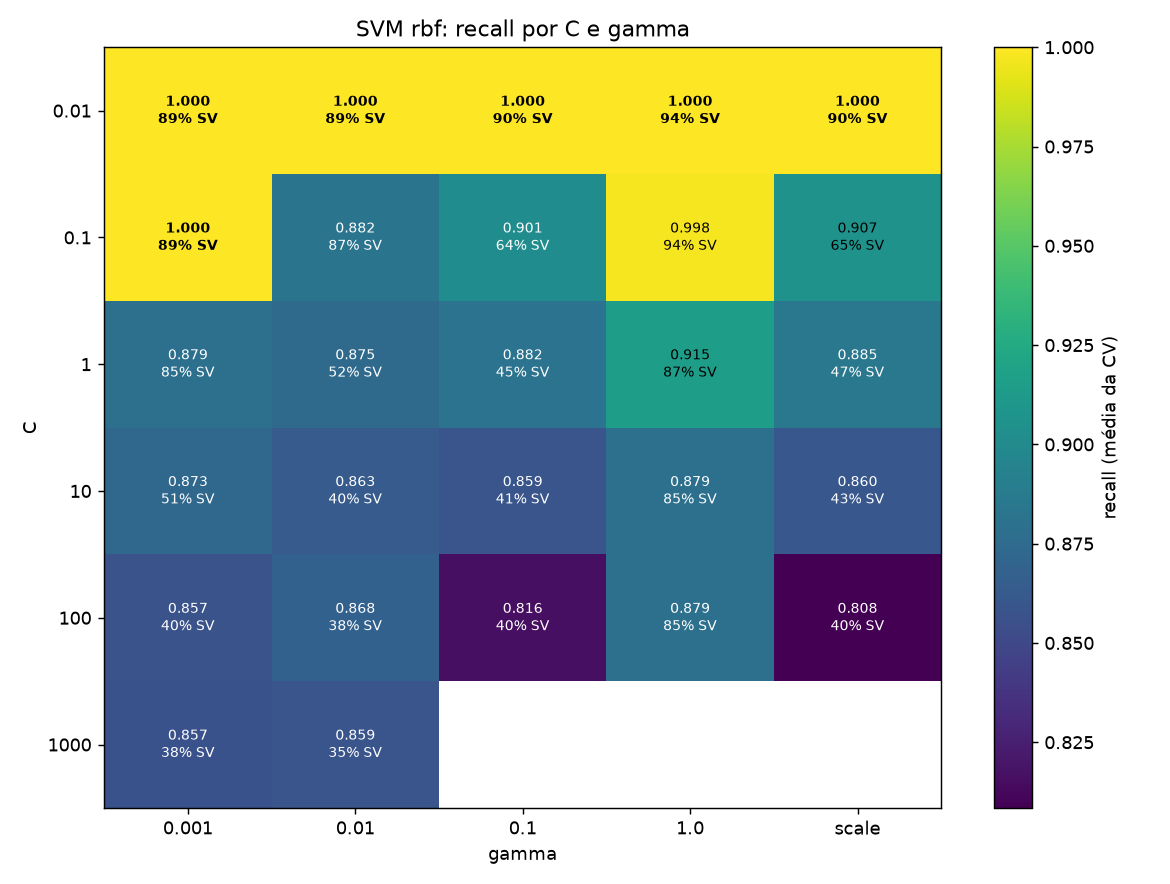 SVM rbf: recall por C e gamma
1.000
0.01
1.000 1.000 1.000 1.000 1.000
89% SV 89% SV 90% SV 94% SV 90% SV
0.975
0.1
1.000 0.882 0.901 0.998 0.907
89% SV 87% SV 64% SV 94% SV 65% SV
0.950
0.925
1
0.879 0.875 0.882 0.915 0.885
85% SV 52% SV 45% SV 87% SV 47% SV
C
recall (média da CV)
0.900
10
0.873 0.863 0.859 0.879 0.860
51% SV 40% SV 41% SV 85% SV 43% SV
0.875
100
0.857 0.868 0.816 0.879 0.808
40% SV 38% SV 40% SV 85% SV 40% SV
0.850
1000
0.857 0.859
38% SV 35% SV
0.825
0.001 0.01 0.1 1.0 scale
gamma